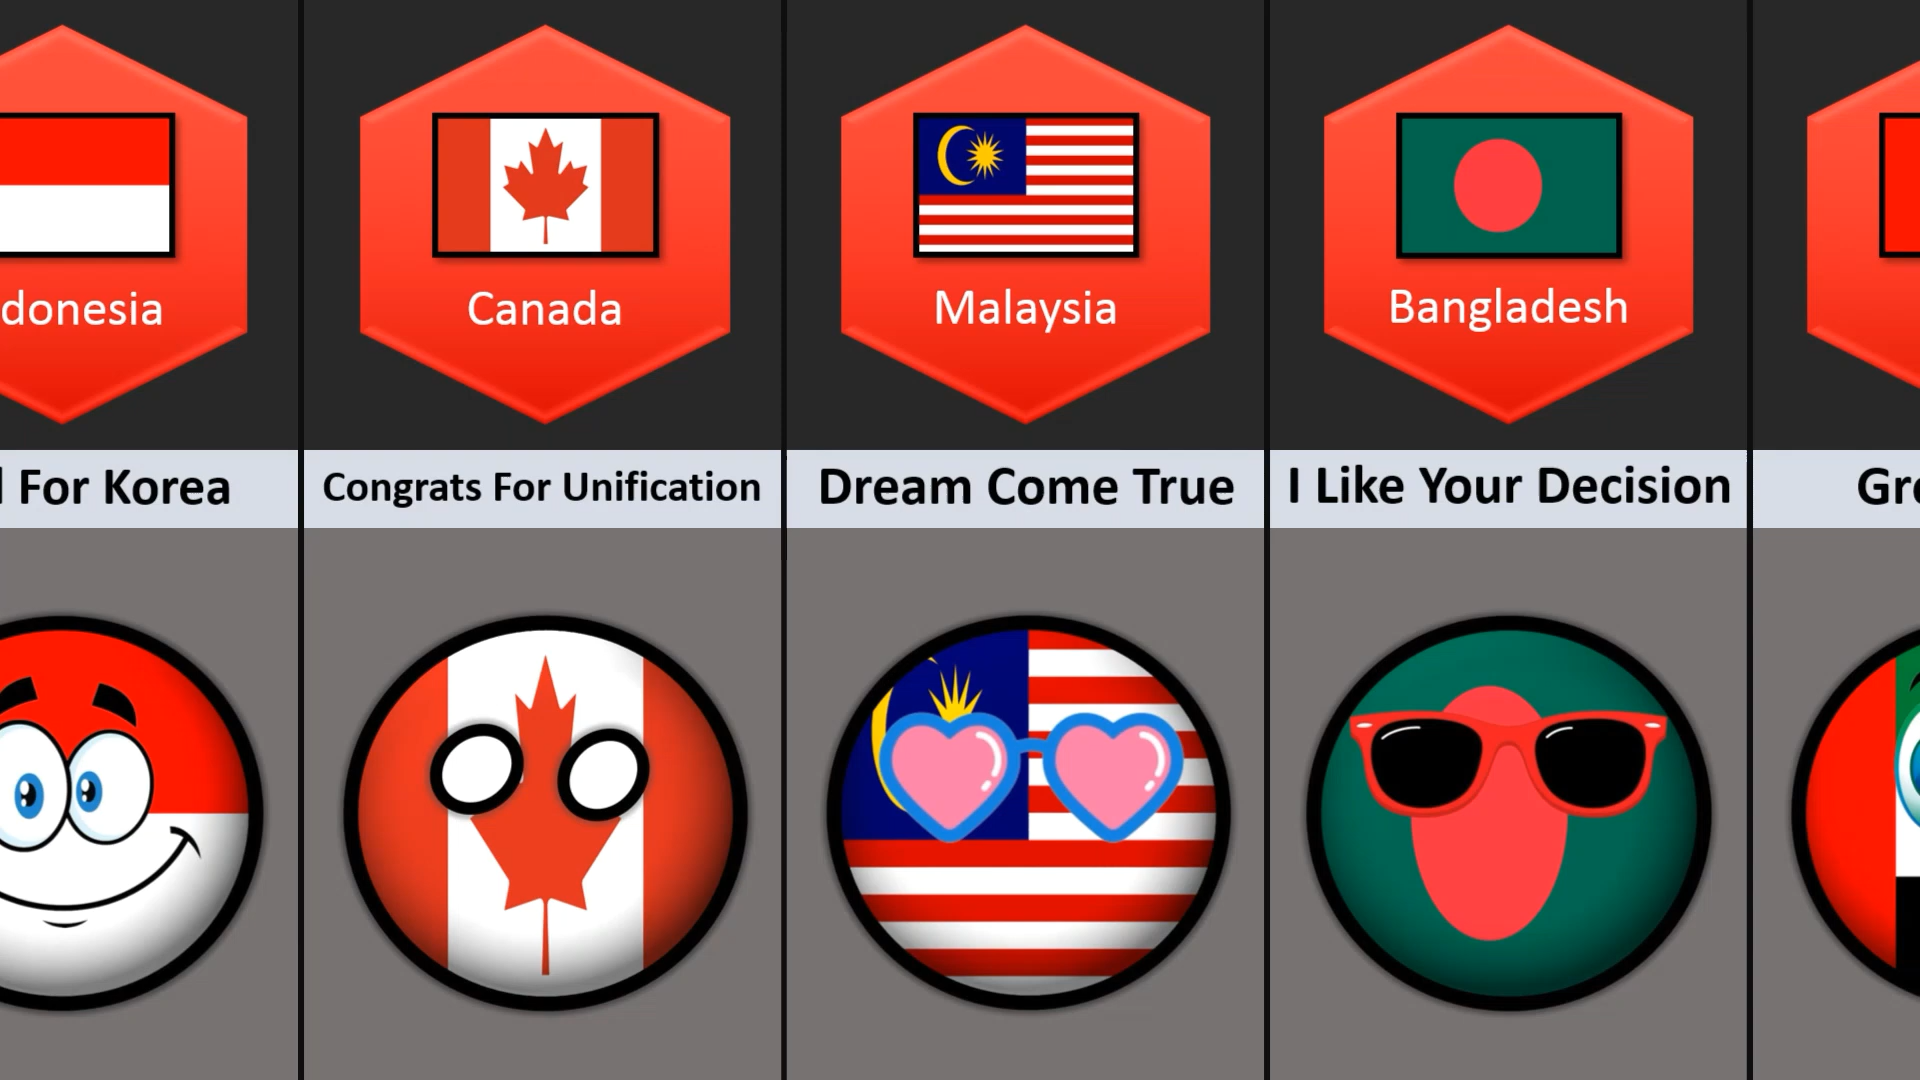 donesia
Canada
Malaysia
Bangladesh
For Korea
Congrats For Unification
Dream Come True
I Like Your Decision